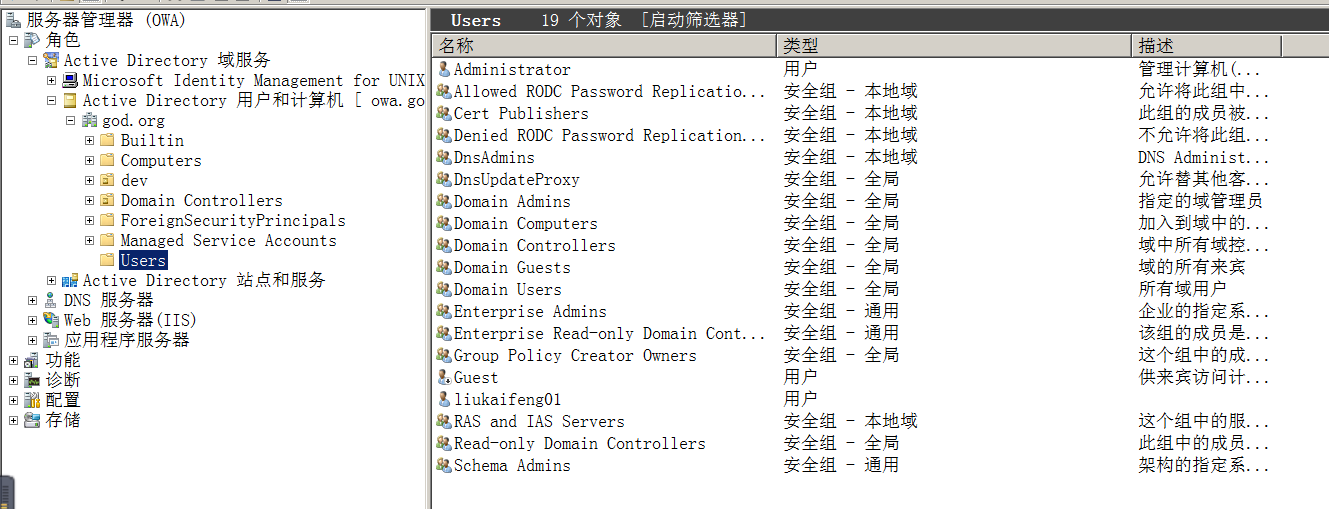 服务器管理器 (OWA)
角色
Active Directory 域服务
Microsoft Identity Management for UNIX
Active Directory 用户和计算机 [ owa.go
god.org
Builtin
Computers
dev
Domain Controllers
ForeignSecurityPrincipals
Managed Service Accounts
Users
Active Directory 站点和服务
DNS 服务器
Web 服务器(IIS)
应用程序服务器
功能
诊断
配置
存储
Users 19 个对象 [启动筛选器]
名称 类型 描述
Administrator 用户 管理计算机(...
Allowed RODC Password Replicatio... 安全组 - 本地域 允许将此组中...
Cert Publishers 安全组 - 本地域 此组的成员被...
Denied RODC Password Replication... 安全组 - 本地域 不允许将此组...
DnsAdmins 安全组 - 本地域 DNS Administ...
DnsUpdateProxy 安全组 - 全局 允许替其他客...
Domain Admins 安全组 - 全局 指定的域管理员
Domain Computers 安全组 - 全局 加入到域中的...
Domain Controllers 安全组 - 全局 域中所有域控...
Domain Guests 安全组 - 全局 域的所有来宾
Domain Users 安全组 - 全局 所有域用户
Enterprise Admins 安全组 - 通用 企业的指定系...
Enterprise Read-only Domain Cont... 安全组 - 通用 该组的成员是...
Group Policy Creator Owners 安全组 - 全局 这个组中的成...
Guest 用户 供来宾访问计...
liukaifeng01 用户
RAS and IAS Servers 安全组 - 本地域 这个组中的服...
Read-only Domain Controllers 安全组 - 全局 此组中的成员...
Schema Admins 安全组 - 通用 架构的指定系...